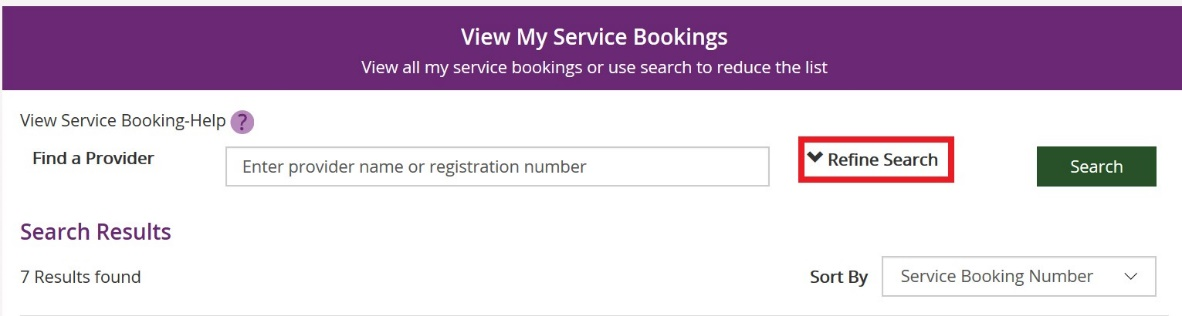 View My Service Bookings
View all my service bookings or use search to reduce the list
View Service Booking-Help ?
Find a Provider
Enter provider name or registration number
Refine Search
Search
Search Results
7 Results found
Sort By
Service Booking Number